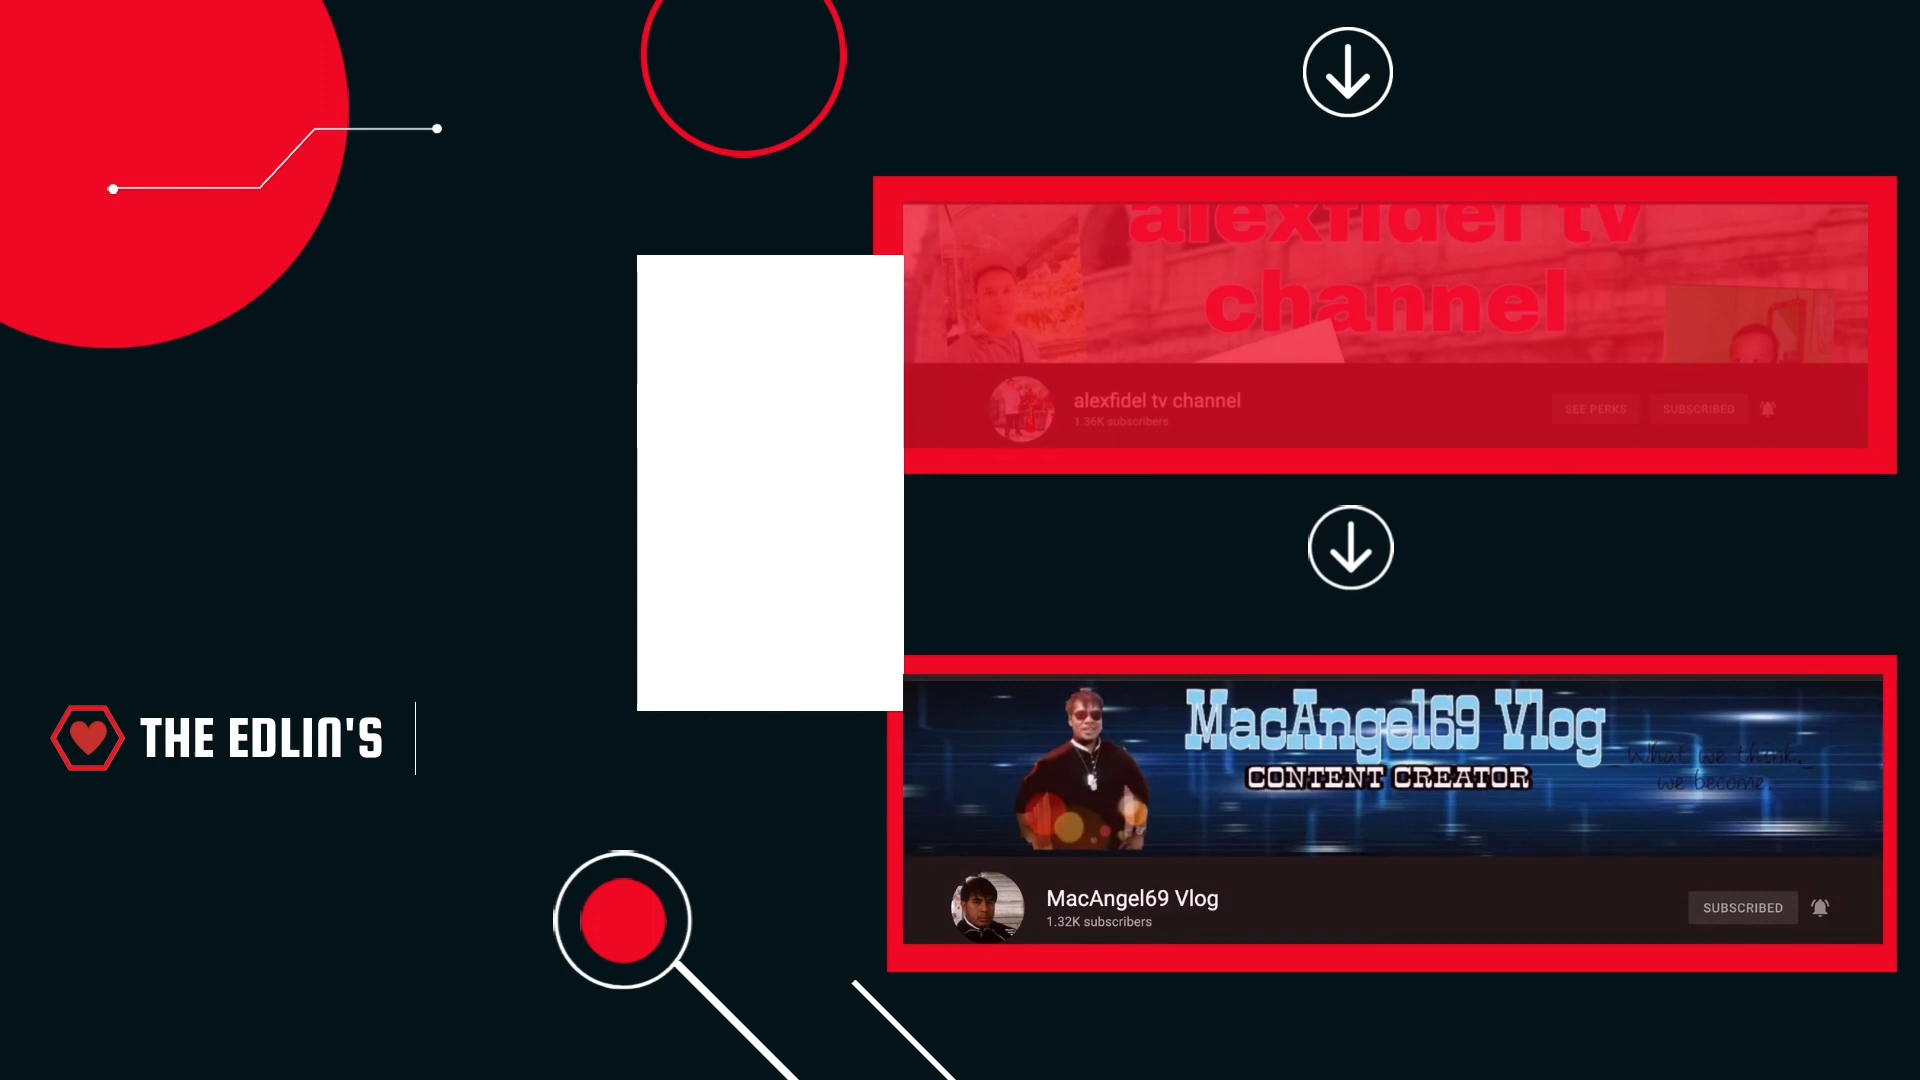 alexfidel tv
channel
alexfidel tv channel
1.36K subscribers
SEE PERKS
SUBSCRIBED
THE EDLIN'S
MacAngel69 Vlog
CONTENT CREATOR
What we think,
we become.
MacAngel69 Vlog
1.32K subscribers
SUBSCRIBED